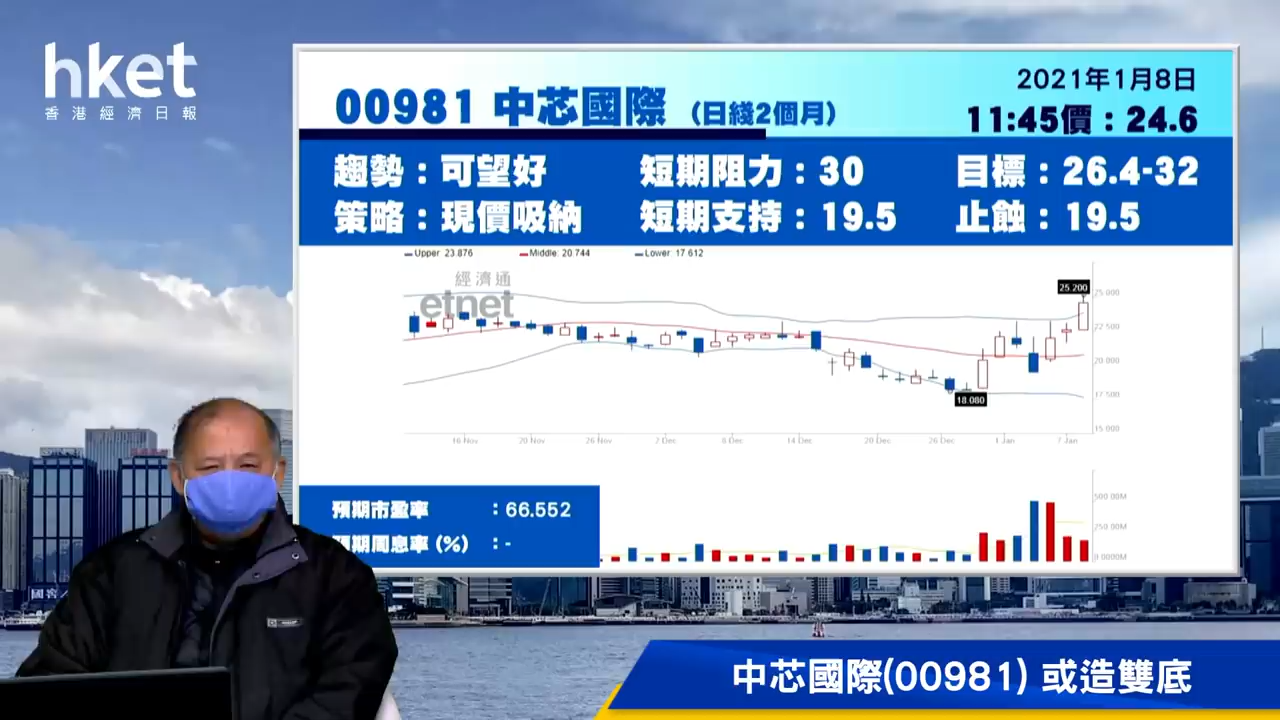 hket
香港經濟日報
00981 中芯國際 (日綫2個月)
2021年1月8日
11:45價：24.6
趨勢：可望好 短期阻力：30 目標：26.4-32
策略：現價吸納 短期支持：19.5 止蝕：19.5
Upper 23.876 Middle: 20.744 Lower 17.612
經濟通
etnet
25.200
25.000
22.500
20.000
18.080
17.500
15.000
16 Nov 20 Nov 26 Nov 2 Dec 8 Dec 14 Dec 20 Dec 26 Dec 1 Jan 7 Jan
500.00M
250.00M
0.0000M
預期市盈率 ：66.552
預期周息率 (%) ：-
中芯國際(00981) 或造雙底